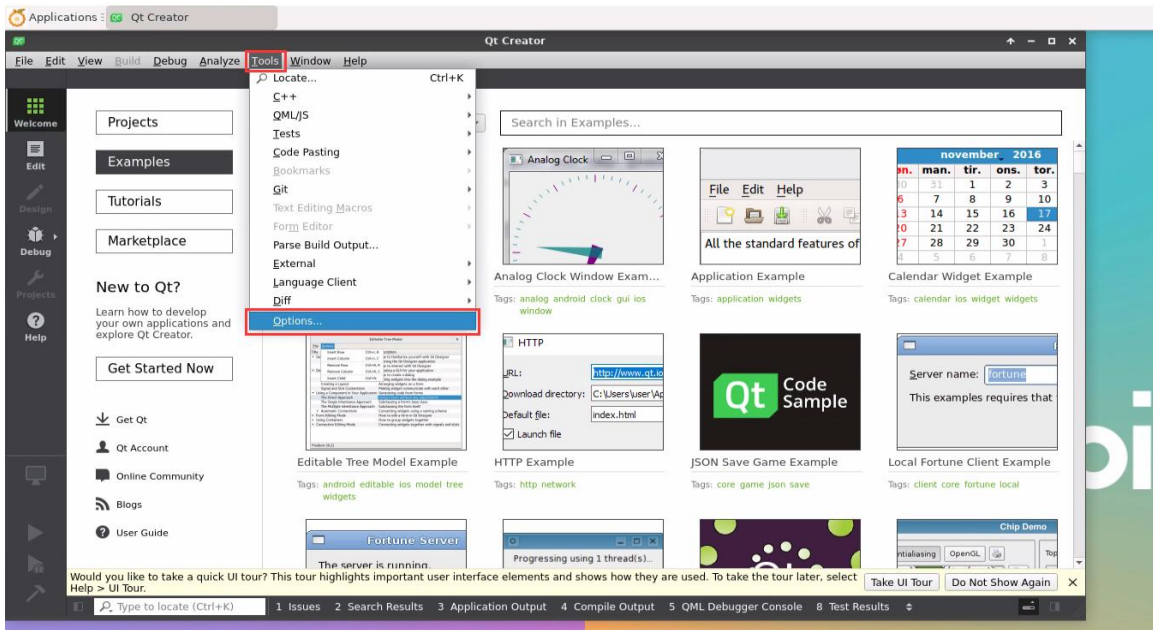 Applications
Qt Creator
Qt Creator
File Edit View Build Debug Analyze Tools Window Help
Locate... Ctrl+K
C++
QML/JS
Tests
Code Pasting
Bookmarks
Git
Text Editing Macros
Form Editor
Parse Build Output...
External
Language Client
Diff
Options...
Welcome
Edit
Design
Debug
Projects
Help
Projects
Examples
Tutorials
Marketplace
New to Qt?
Learn how to develop
your own applications and
explore Qt Creator.
Get Started Now
Get Qt
Qt Account
Online Community
Blogs
User Guide
Search in Examples...
Analog Clock
File Edit Help
All the standard features of
november 2016
man. tir. ons. tor.
31 1 2 3
7 8 9 10
14 15 16 17
21 22 23 24
28 29 30 1
5 6 7 8
Analog Clock Window Exam...
Application Example
Calendar Widget Example
Tags: analog android clock gui ios
window
Tags: application widgets
Tags: calendar ios widget widgets
HTTP
URL: http://www.qt.io
Download directory: C:\Users\user\Ap
Default file: index.html
Launch file
Qt Code
Sample
Server name: fortune
This examples requires that
Editable Tree Model Example
HTTP Example
JSON Save Game Example
Local Fortune Client Example
Tags: android editable ios model tree
widgets
Tags: http network
Tags: core game json save
Tags: client core fortune local
Fortune Server
The server is running.
Progressing using 1 thread(s)...
Chip Demo
OpenGL
Top
Would you like to take a quick UI tour? This tour highlights important user interface elements and shows how they are used. To take the tour later, select
Help > UI Tour.
Take UI Tour
Do Not Show Again
Type to locate (Ctrl+K)
1 Issues 2 Search Results 3 Application Output 4 Compile Output 5 QML Debugger Console 8 Test Results